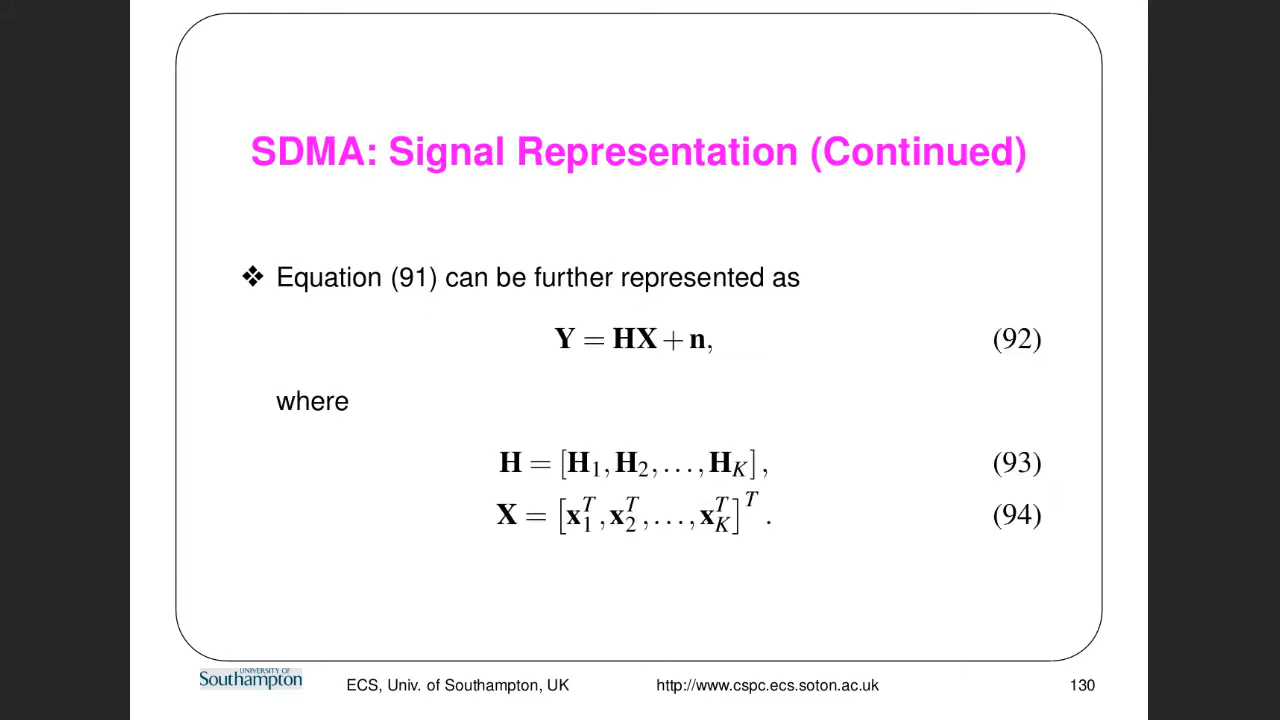 SDMA: Signal Representation (Continued)
❖ Equation (91) can be further represented as
Y = HX + n, (92)
where
H = [H₁, H₂, . . . , H_K] , (93)
X = [x₁ᵀ, x₂ᵀ, . . . , x_Kᵀ]ᵀ . (94)
UNIVERSITY OF
Southampton
ECS, Univ. of Southampton, UK http://www.cspc.ecs.soton.ac.uk 130